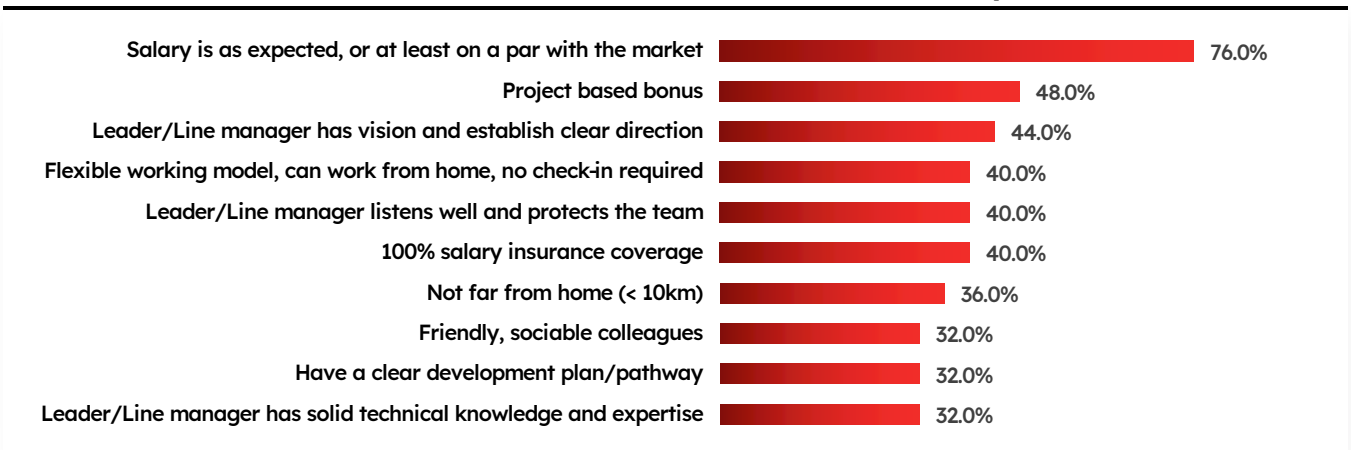 Salary is as expected, or at least on a par with the market 76.0%
Project based bonus 48.0%
Leader/Line manager has vision and establish clear direction 44.0%
Flexible working model, can work from home, no check-in required 40.0%
Leader/Line manager listens well and protects the team 40.0%
100% salary insurance coverage 40.0%
Not far from home (< 10km) 36.0%
Friendly, sociable colleagues 32.0%
Have a clear development plan/pathway 32.0%
Leader/Line manager has solid technical knowledge and expertise 32.0%